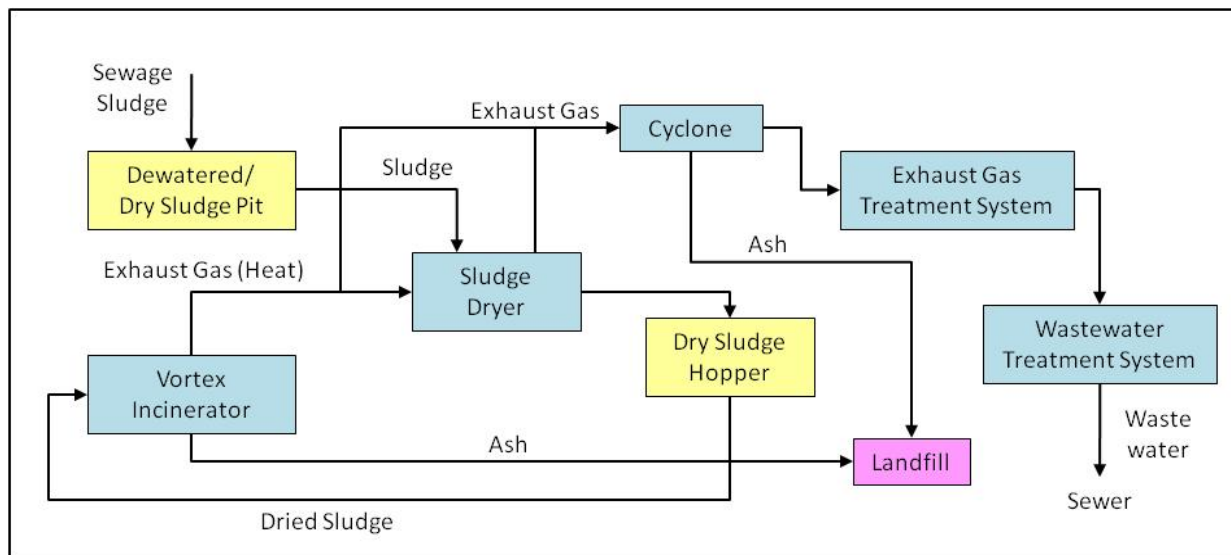 Sewage
Sludge
Exhaust Gas
Cyclone
Dewatered/
Dry Sludge Pit
Sludge
Exhaust Gas
Treatment System
Ash
Exhaust Gas (Heat)
Sludge
Dryer
Dry Sludge
Hopper
Wastewater
Treatment System
Vortex
Incinerator
Ash
Landfill
Waste
water
Sewer
Dried Sludge